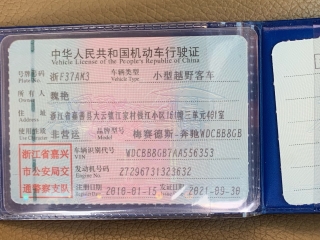 中华人民共和国机动车行驶证
Vehicle License of the People's Republic of China
号牌号码 浙F37AM3 车辆类型 小型越野客车
Plate No. Vehicle Type
所有人 魏艳
Owner
住址 浙江省嘉善县大云镇江家村钱江小区161幢三单元401室
Address
使用性质 非营运 品牌型号 梅赛德斯-奔驰WDCBB8GB
Use Character Model
浙江省嘉兴 车辆识别代号 WDCBB8GB7AA556353
VIN
市公安局交 发动机号码 27296731323632
Engine No.
通警察支队 注册日期 2010-01-15 发证日期 2021-09-30
Register Date Issue Date